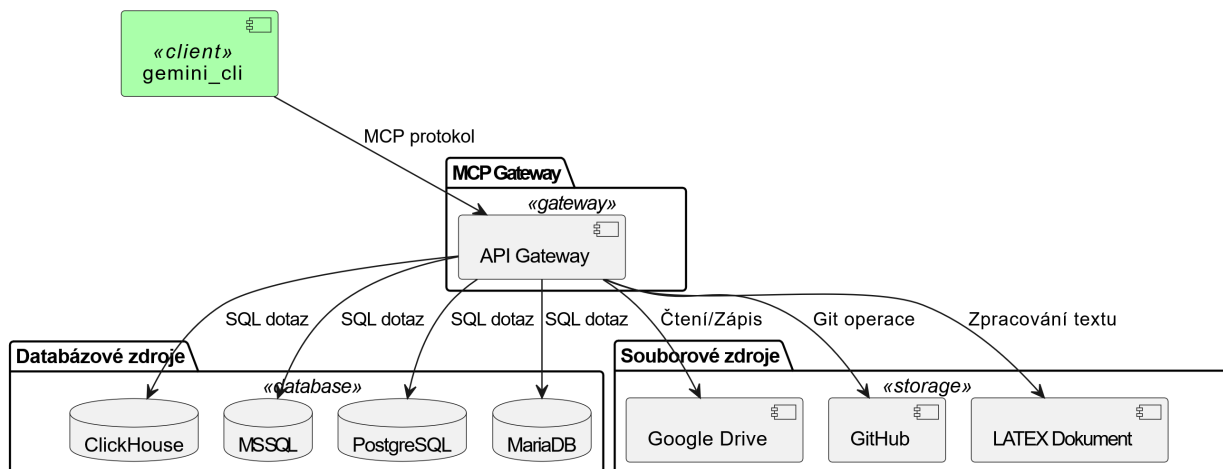 «client»
gemini_cli
MCP protokol
MCP Gateway
«gateway»
API Gateway
SQL dotaz
SQL dotaz
SQL dotaz
SQL dotaz
Čtení/Zápis
Git operace
Zpracování textu
Databázové zdroje
«database»
ClickHouse
MSSQL
PostgreSQL
MariaDB
Souborové zdroje
«storage»
Google Drive
GitHub
LATEX Dokument